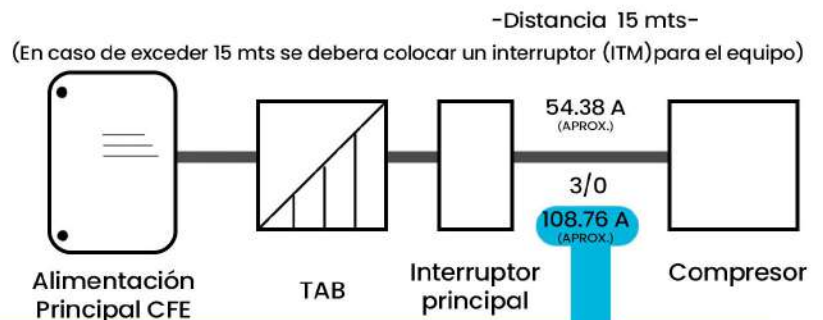 -Distancia 15 mts-
(En caso de exceder 15 mts se debera colocar un interruptor (ITM)para el equipo)
54.38 A
(APROX.)
3/0
108.76 A
(APROX.)
Alimentación
Principal CFE
TAB
Interruptor
principal
Compresor